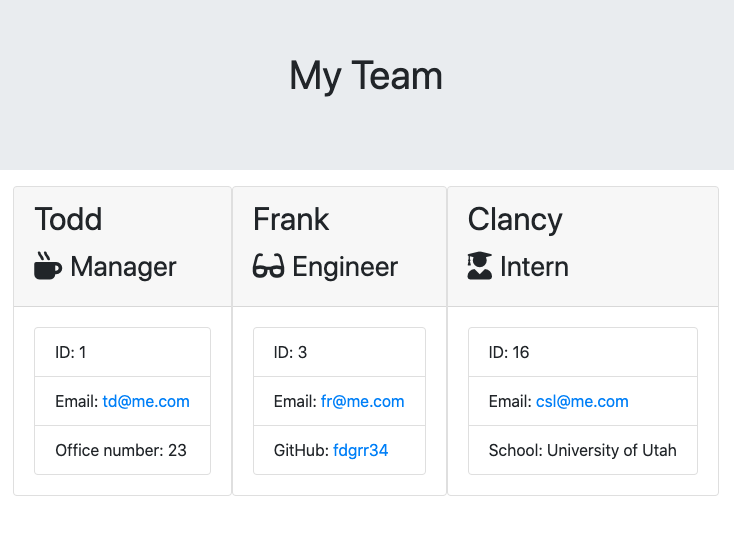 My Team
Todd
Manager
ID: 1
Email: td@me.com
Office number: 23
Frank
Engineer
ID: 3
Email: fr@me.com
GitHub: fdgrr34
Clancy
Intern
ID: 16
Email: csl@me.com
School: University of Utah